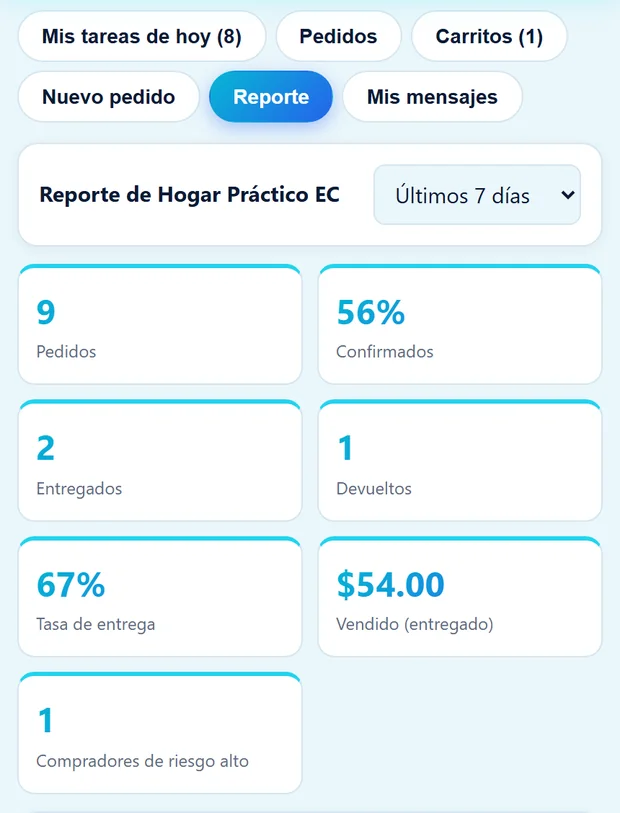 Mis tareas de hoy (8)
Pedidos
Carritos (1)
Nuevo pedido
Reporte
Mis mensajes
Reporte de Hogar Práctico EC
Últimos 7 días
9
Pedidos
56%
Confirmados
2
Entregados
1
Devueltos
67%
Tasa de entrega
$54.00
Vendido (entregado)
1
Compradores de riesgo alto